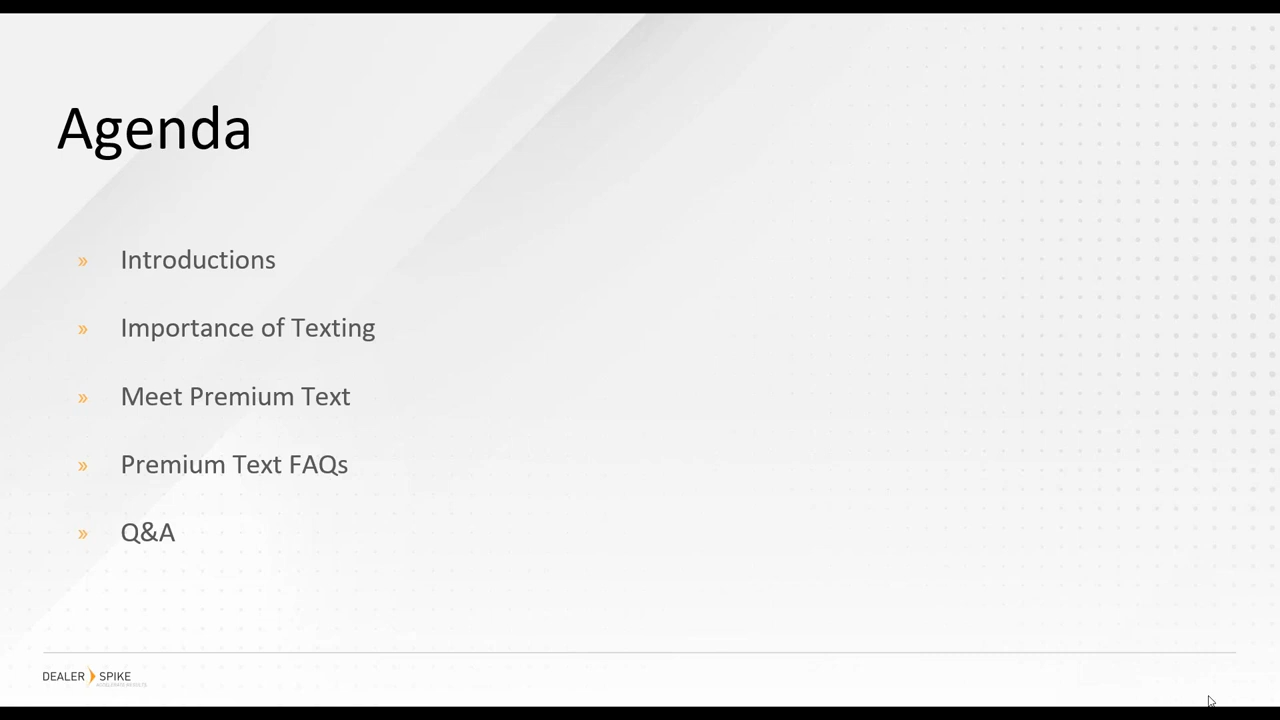 Agenda
» Introductions
» Importance of Texting
» Meet Premium Text
» Premium Text FAQs
» Q&A
DEALER SPIKE